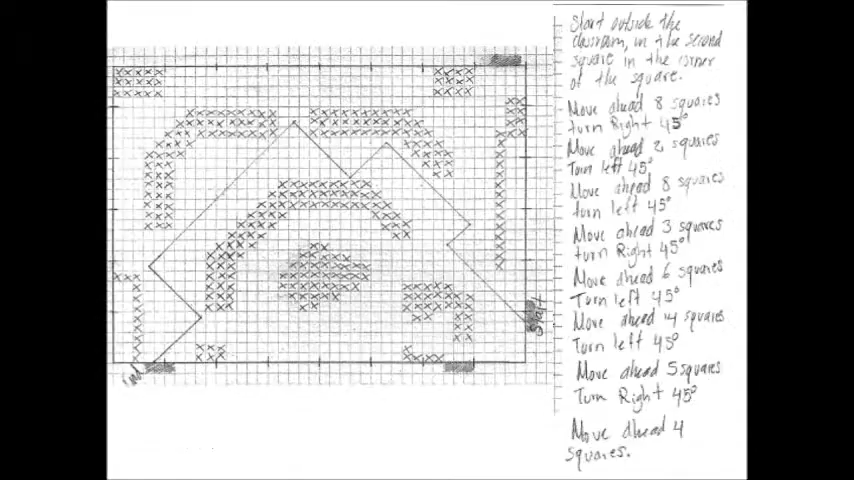 Start outside the
classroom, in the second
square in the corner
of the square.
Move ahead 8 squares
turn Right 45°
Move ahead 2 squares
Turn left 45°
Move ahead 8 squares
turn left 45°
Move ahead 3 squares
turn Right 45°
Move ahead 6 squares
Turn left 45°
Move ahead 14 squares
Turn left 45°
Move ahead 5 squares
Turn Right 45°
Move ahead 4
squares.
Start
End